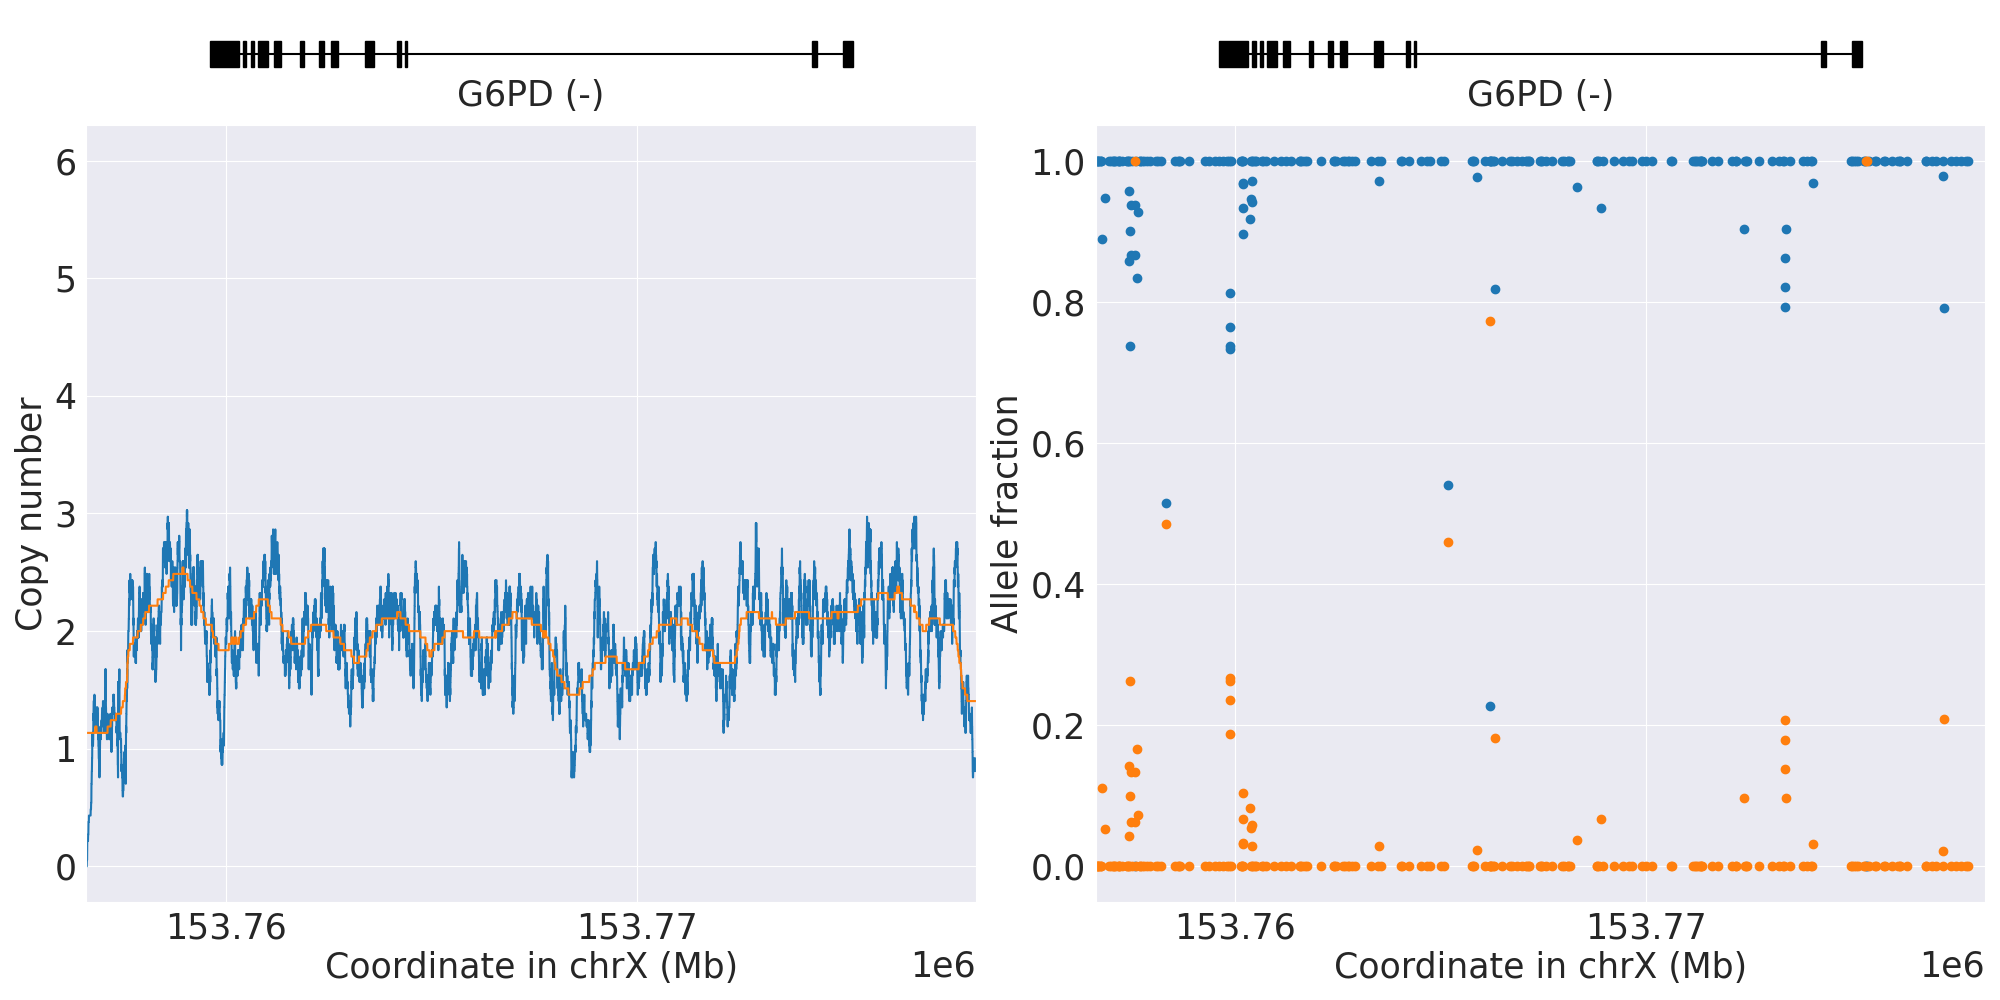 G6PD (-)
6
5
4
3
2
1
0
Copy number
153.76
153.77
Coordinate in chrX (Mb)
1e6
G6PD (-)
1.0
0.8
0.6
0.4
0.2
0.0
Allele fraction
153.76
153.77
Coordinate in chrX (Mb)
1e6